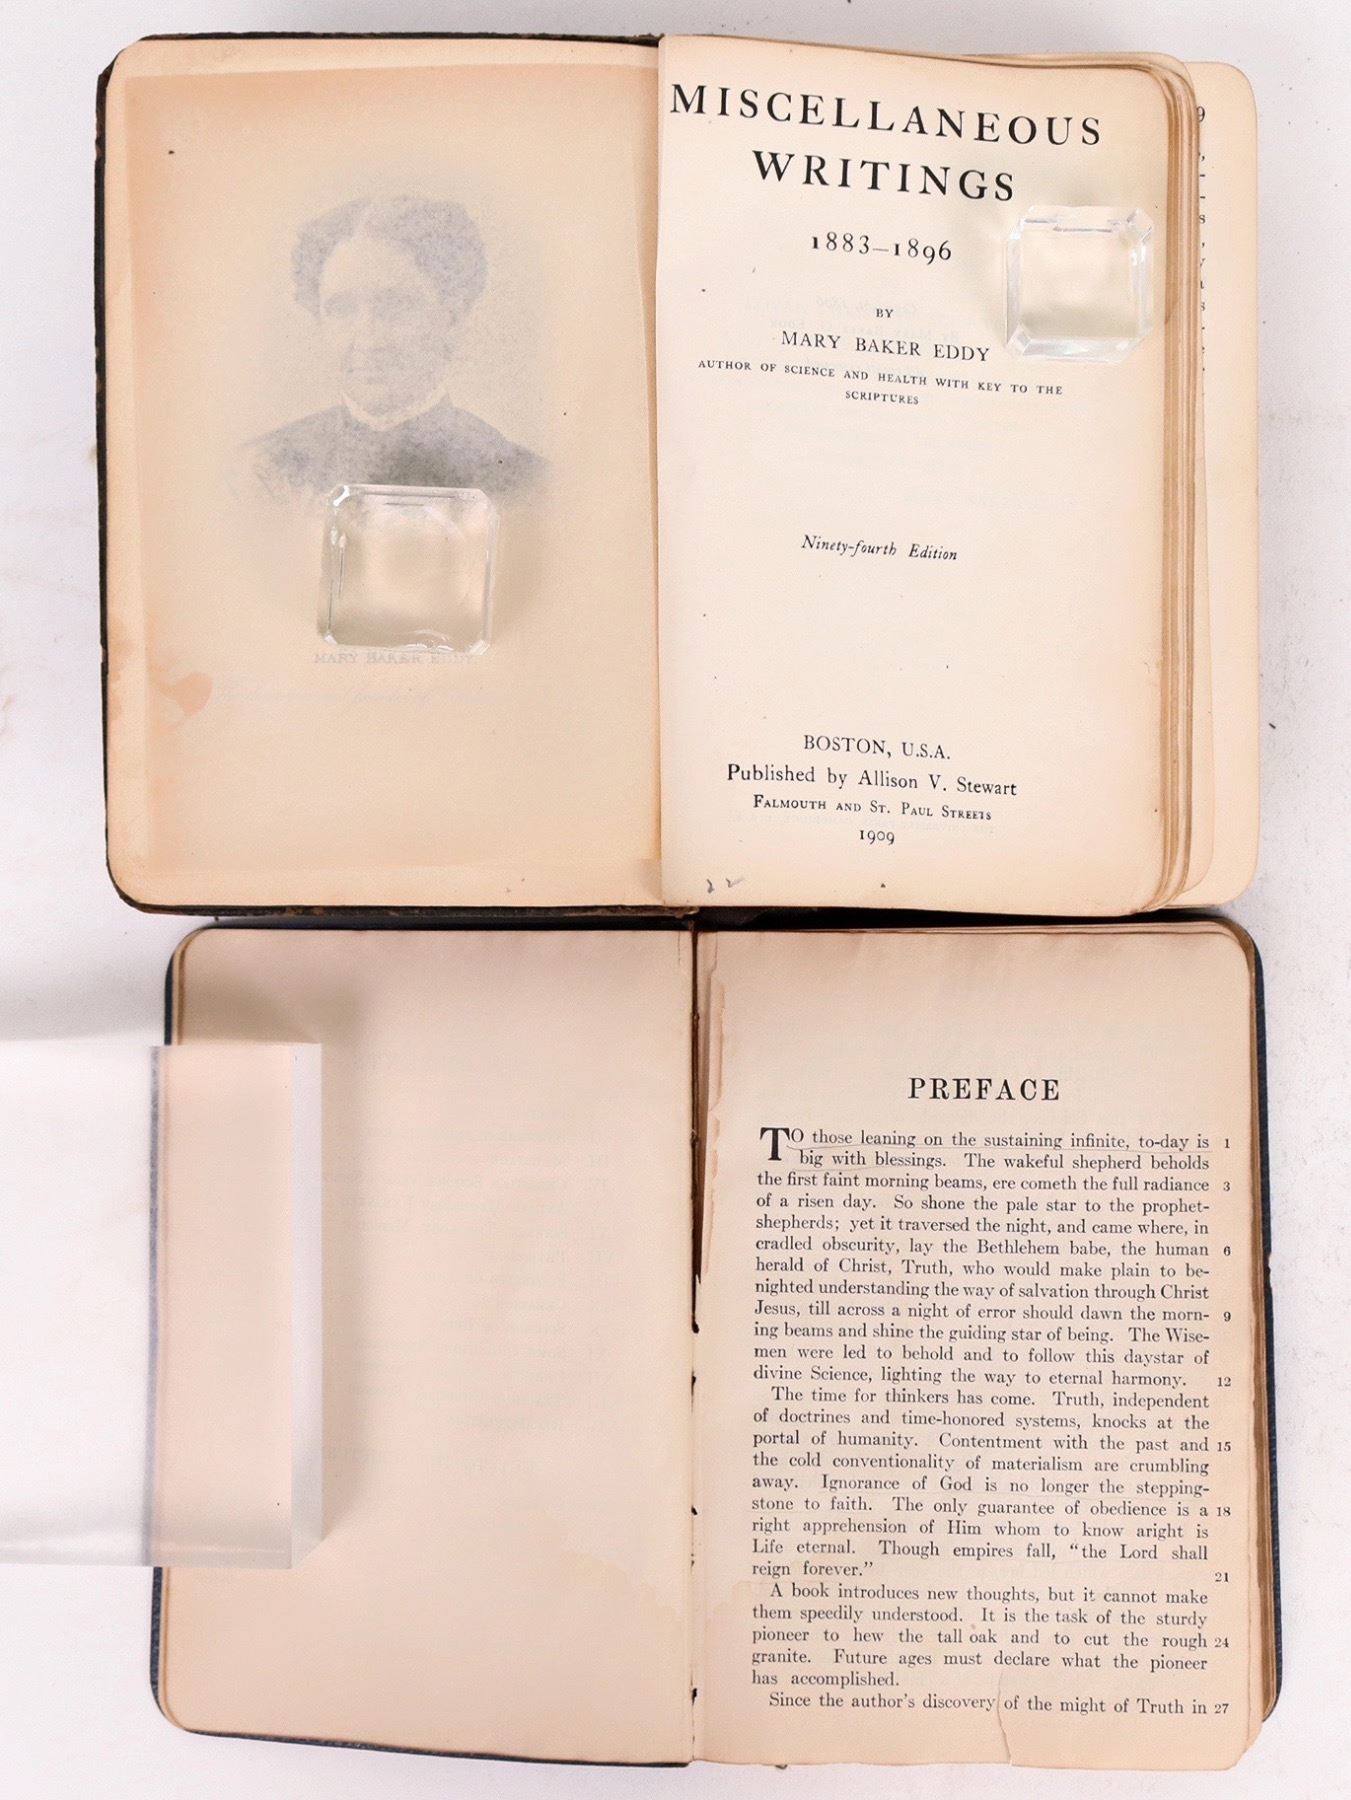 MARY BAKER EDDY
MISCELLANEOUS
WRITINGS
1883–1896
BY
MARY BAKER EDDY
AUTHOR OF SCIENCE AND HEALTH WITH KEY TO THE
SCRIPTURES
Ninety-fourth Edition
BOSTON, U.S.A.
Published by Allison V. Stewart
FALMOUTH AND ST. PAUL STREETS
1909
22
PREFACE
TO those leaning on the sustaining infinite, to-day is 1
big with blessings. The wakeful shepherd beholds
the first faint morning beams, ere cometh the full radiance 3
of a risen day. So shone the pale star to the prophet-
shepherds; yet it traversed the night, and came where, in
cradled obscurity, lay the Bethlehem babe, the human 6
herald of Christ, Truth, who would make plain to be-
nighted understanding the way of salvation through Christ
Jesus, till across a night of error should dawn the morn- 9
ing beams and shine the guiding star of being. The Wise-
men were led to behold and to follow this daystar of
divine Science, lighting the way to eternal harmony. 12
The time for thinkers has come. Truth, independent
of doctrines and time-honored systems, knocks at the
portal of humanity. Contentment with the past and 15
the cold conventionality of materialism are crumbling
away. Ignorance of God is no longer the stepping-
stone to faith. The only guarantee of obedience is a 18
right apprehension of Him whom to know aright is
Life eternal. Though empires fall, “the Lord shall
reign forever.” 21
A book introduces new thoughts, but it cannot make
them speedily understood. It is the task of the sturdy
pioneer to hew the tall oak and to cut the rough 24
granite. Future ages must declare what the pioneer
has accomplished.
Since the author’s discovery of the might of Truth in 27